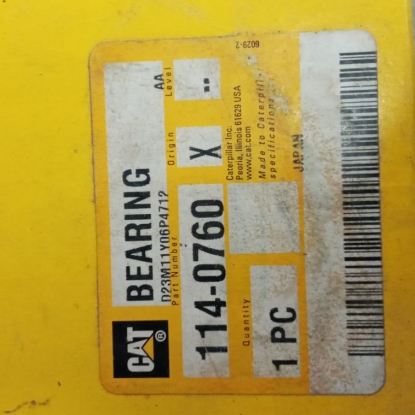 CAT®
BEARING
D23M11Y06P4712
Part Number
Origin
AA
Level
114-0760
X
Quantity
1 PC
Caterpillar Inc.
Peoria, Illinois 61629 USA
www.cat.com
Made to Caterpillar
specifications
JAPAN
6029-2